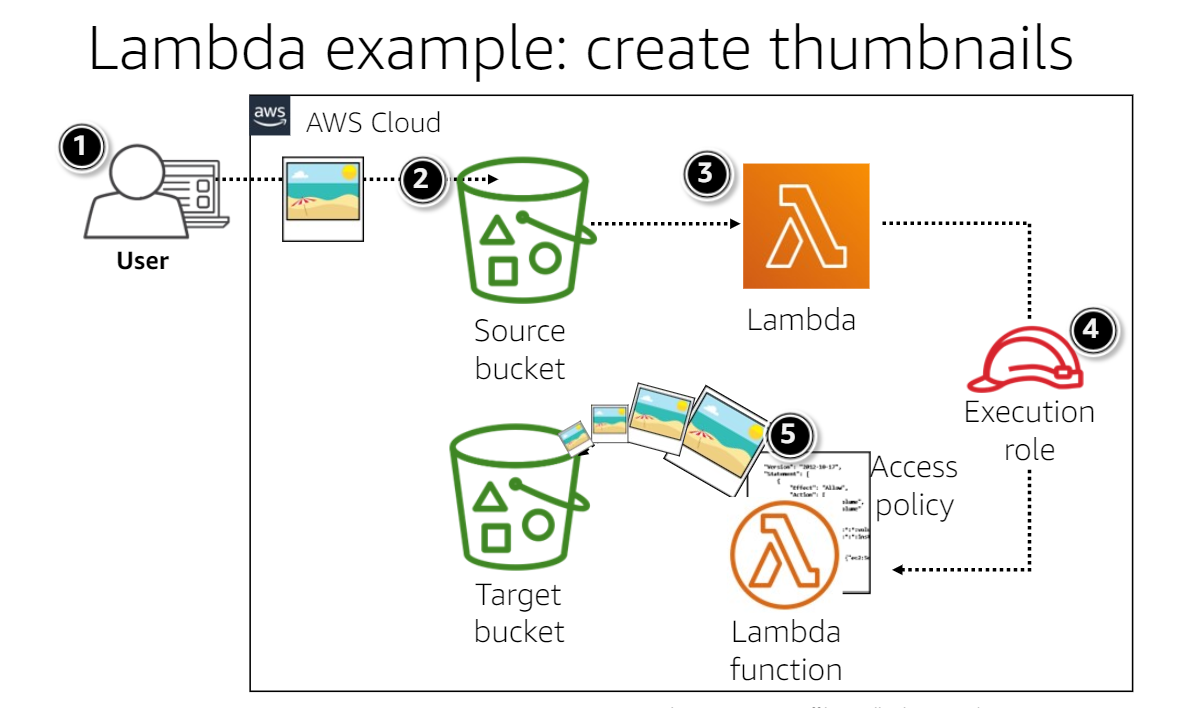 Lambda example: create thumbnails
aws
AWS Cloud
1
2
3
User
Source
bucket
Lambda
4
Execution
role
5
Access
policy
"Version": "2012-10-17",
"Statement": [
{
"Effect": "Allow",
"Action": [
Target
bucket
Lambda
function